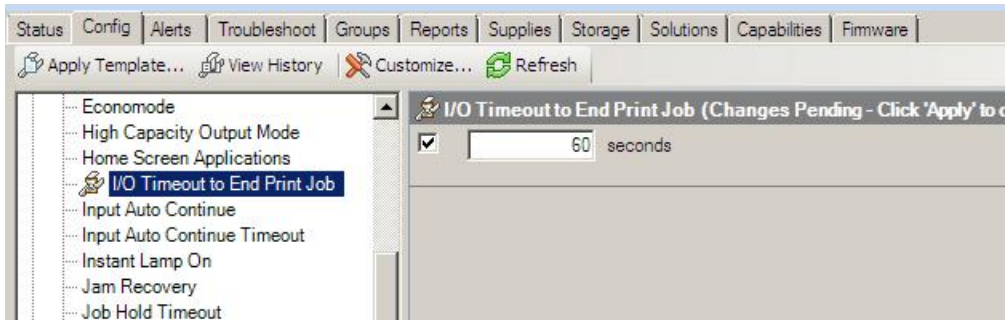 Status Config Alerts Troubleshoot Groups Reports Supplies Storage Solutions Capabilities Firmware
Apply Template... View History Customize... Refresh
Economode
High Capacity Output Mode
Home Screen Applications
I/O Timeout to End Print Job
Input Auto Continue
Input Auto Continue Timeout
Instant Lamp On
Jam Recovery
Job Hold Timeout
I/O Timeout to End Print Job (Changes Pending - Click 'Apply' to
60 seconds